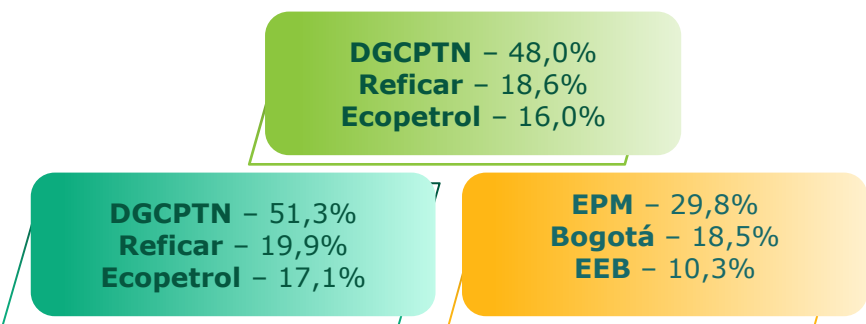 DGCPTN – 48,0%
Reficar – 18,6%
Ecopetrol – 16,0%
DGCPTN – 51,3%
Reficar – 19,9%
Ecopetrol – 17,1%
EPM – 29,8%
Bogotá – 18,5%
EEB – 10,3%